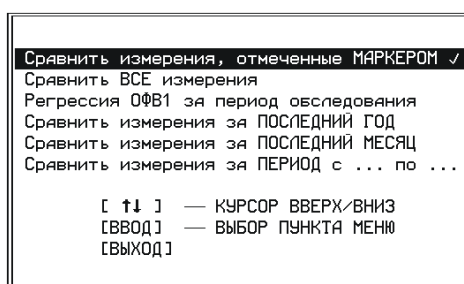 Сравнить измерения, отмеченные МАРКЕРОМ ✓
Сравнить ВСЕ измерения
Регрессия ОФВ1 за период обследования
Сравнить измерения за ПОСЛЕДНИЙ ГОД
Сравнить измерения за ПОСЛЕДНИЙ МЕСЯЦ
Сравнить измерения за ПЕРИОД с ... по ...
[ ↑↓ ] — КУРСОР ВВЕРХ/ВНИЗ
[ВВОД] — ВЫБОР ПУНКТА МЕНЮ
[ВЫХОД]